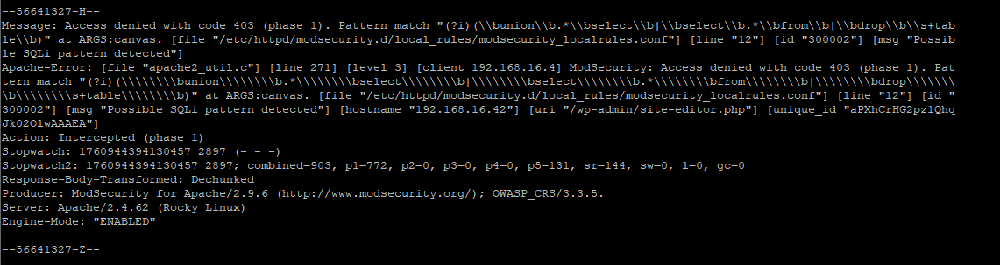 --56641327-H--
Message: Access denied with code 403 (phase 1). Pattern match "(?i)(\\bunion\\b.*\\bselect\\b|\\bselect\\b.*\\bfrom\\b|\\bdrop\\b\\s+tab
le\\b)" at ARGS:canvas. [file "/etc/httpd/modsecurity.d/local_rules/modsecurity_localrules.conf"] [line "12"] [id "300002"] [msg "Possib
le SQLi pattern detected"]
Apache-Error: [file "apache2_util.c"] [line 271] [level 3] [client 192.168.16.4] ModSecurity: Access denied with code 403 (phase 1). Pat
tern match "(?i)(\\\\\\\\bunion\\\\\\\\b.*\\\\\\\\bselect\\\\\\\\b|\\\\\\\\bselect\\\\\\\\b.*\\\\\\\\bfrom\\\\\\\\b|\\\\\\\\bdrop\\\\\\\
\b\\\\\\\\s+table\\\\\\\\b)" at ARGS:canvas. [file "/etc/httpd/modsecurity.d/local_rules/modsecurity_localrules.conf"] [line "12"] [id "
300002"] [msg "Possible SQLi pattern detected"] [hostname "192.168.16.42"] [uri "/wp-admin/site-editor.php"] [unique_id "aPXhCrHG2pzlQhq
Jk02OlwAAAEA"]
Action: Intercepted (phase 1)
Stopwatch: 1760944394130457 2897 (- - -)
Stopwatch2: 1760944394130457 2897; combined=903, p1=772, p2=0, p3=0, p4=0, p5=131, sr=144, sw=0, l=0, gc=0
Response-Body-Transformed: Dechunked
Producer: ModSecurity for Apache/2.9.6 (http://www.modsecurity.org/); OWASP_CRS/3.3.5.
Server: Apache/2.4.62 (Rocky Linux)
Engine-Mode: "ENABLED"

--56641327-Z--